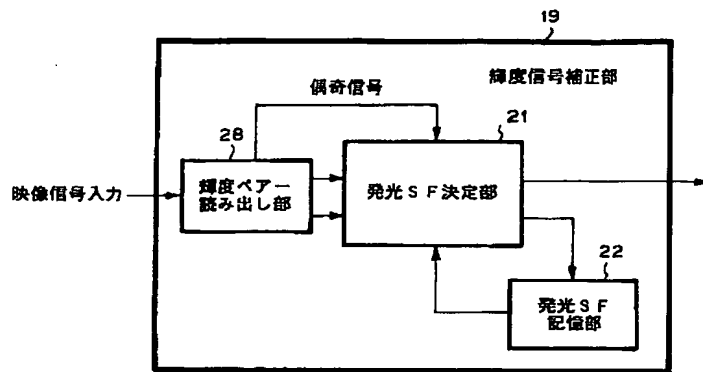 19
輝度信号補正部
偶奇信号
28
21
映像信号入力
輝度ペアー
読み出し部
発光SF決定部
22
発光SF
記憶部